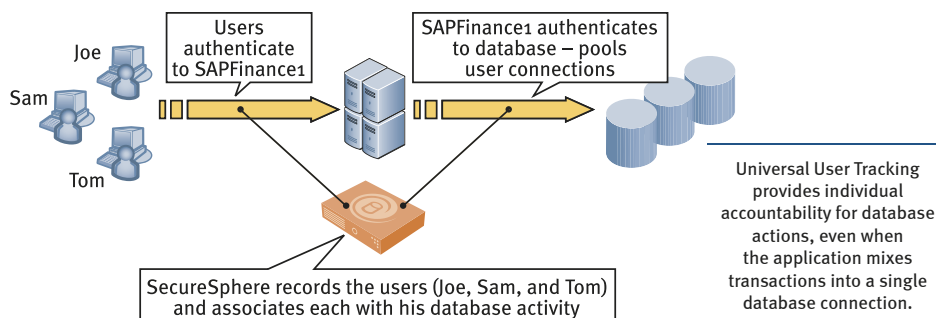 Users
authenticate
to SAPFinance1
SAPFinance1 authenticates
to database – pools
user connections
Joe
Sam
Tom
SecureSphere records the users (Joe, Sam, and Tom)
and associates each with his database activity
Universal User Tracking
provides individual
accountability for database
actions, even when
the application mixes
transactions into a single
database connection.